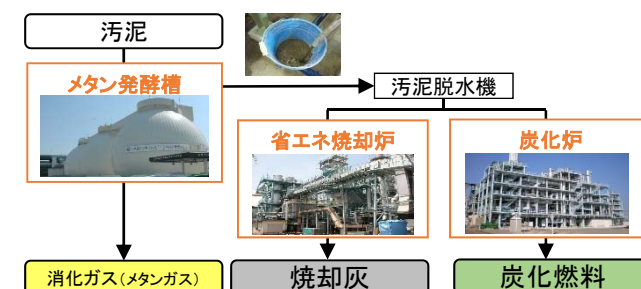 汚泥
メタン発酵槽
汚泥脱水機
省エネ焼却炉
炭化炉
消化ガス（メタンガス）
焼却灰
炭化燃料